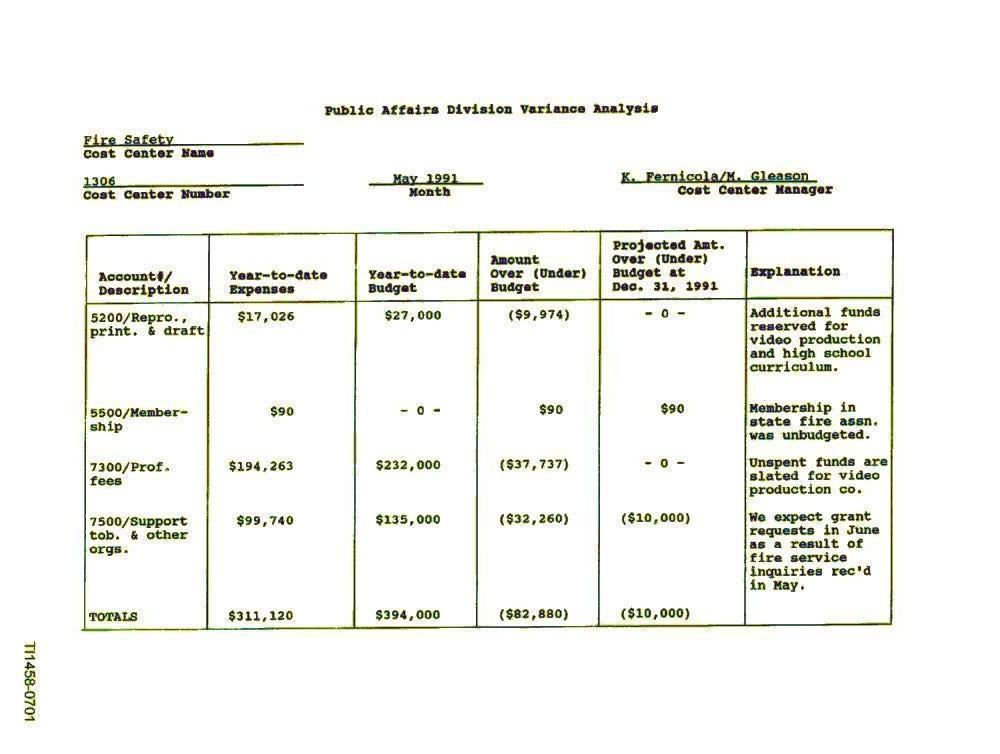 Public Affairs Division Variance Analysis
Fire Safety
Cost Center Name
1306 May 1991 K. Fernicola/M. Gleason
Cost Center Number Month Cost Center Manager
Account#/
Description
Year-to-date
Expenses
Year-to-date
Budget
Amount
Over (Under)
Budget
Projected Amt.
Over (Under)
Budget at
Dec. 31, 1991
Explanation
5200/Repro., $17,026 $27,000 ($9,974) - 0 - Additional funds
print. & draft reserved for
video production
and high school
curriculum.
5500/Member- $90 - 0 - $90 $90 Membership in
ship state fire assn.
was unbudgeted.
7300/Prof. $194,263 $232,000 ($37,737) - 0 - Unspent funds are
fees slated for video
production co.
7500/Support $99,740 $135,000 ($32,260) ($10,000) We expect grant
tob. & other requests in June
orgs. as a result of
fire service
inquiries rec'd
in May.
TOTALS $311,120 $394,000 ($82,880) ($10,000)
TI1458-0701